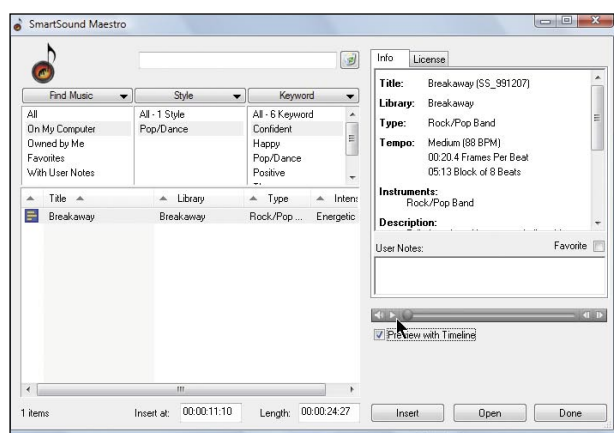 SmartSound Maestro
Find Music
Style
Keyword
All
On My Computer
Owned by Me
Favorites
With User Notes
All - 1 Style
Pop/Dance
All - 6 Keyword
Confident
Happy
Pop/Dance
Positive
Title
Library
Type
Inten:
Breakaway
Breakaway
Rock/Pop ...
Energetic
1 items
Insert at:
00:00:11:10
Length:
00:00:24:27
Info
License
Title: Breakaway (SS_991207)
Library: Breakaway
Type: Rock/Pop Band
Tempo: Medium (88 BPM)
00:20.4 Frames Per Beat
05:13 Block of 8 Beats
Instruments:
Rock/Pop Band
Description:
User Notes:
Favorite
Preview with Timeline
Insert
Open
Done